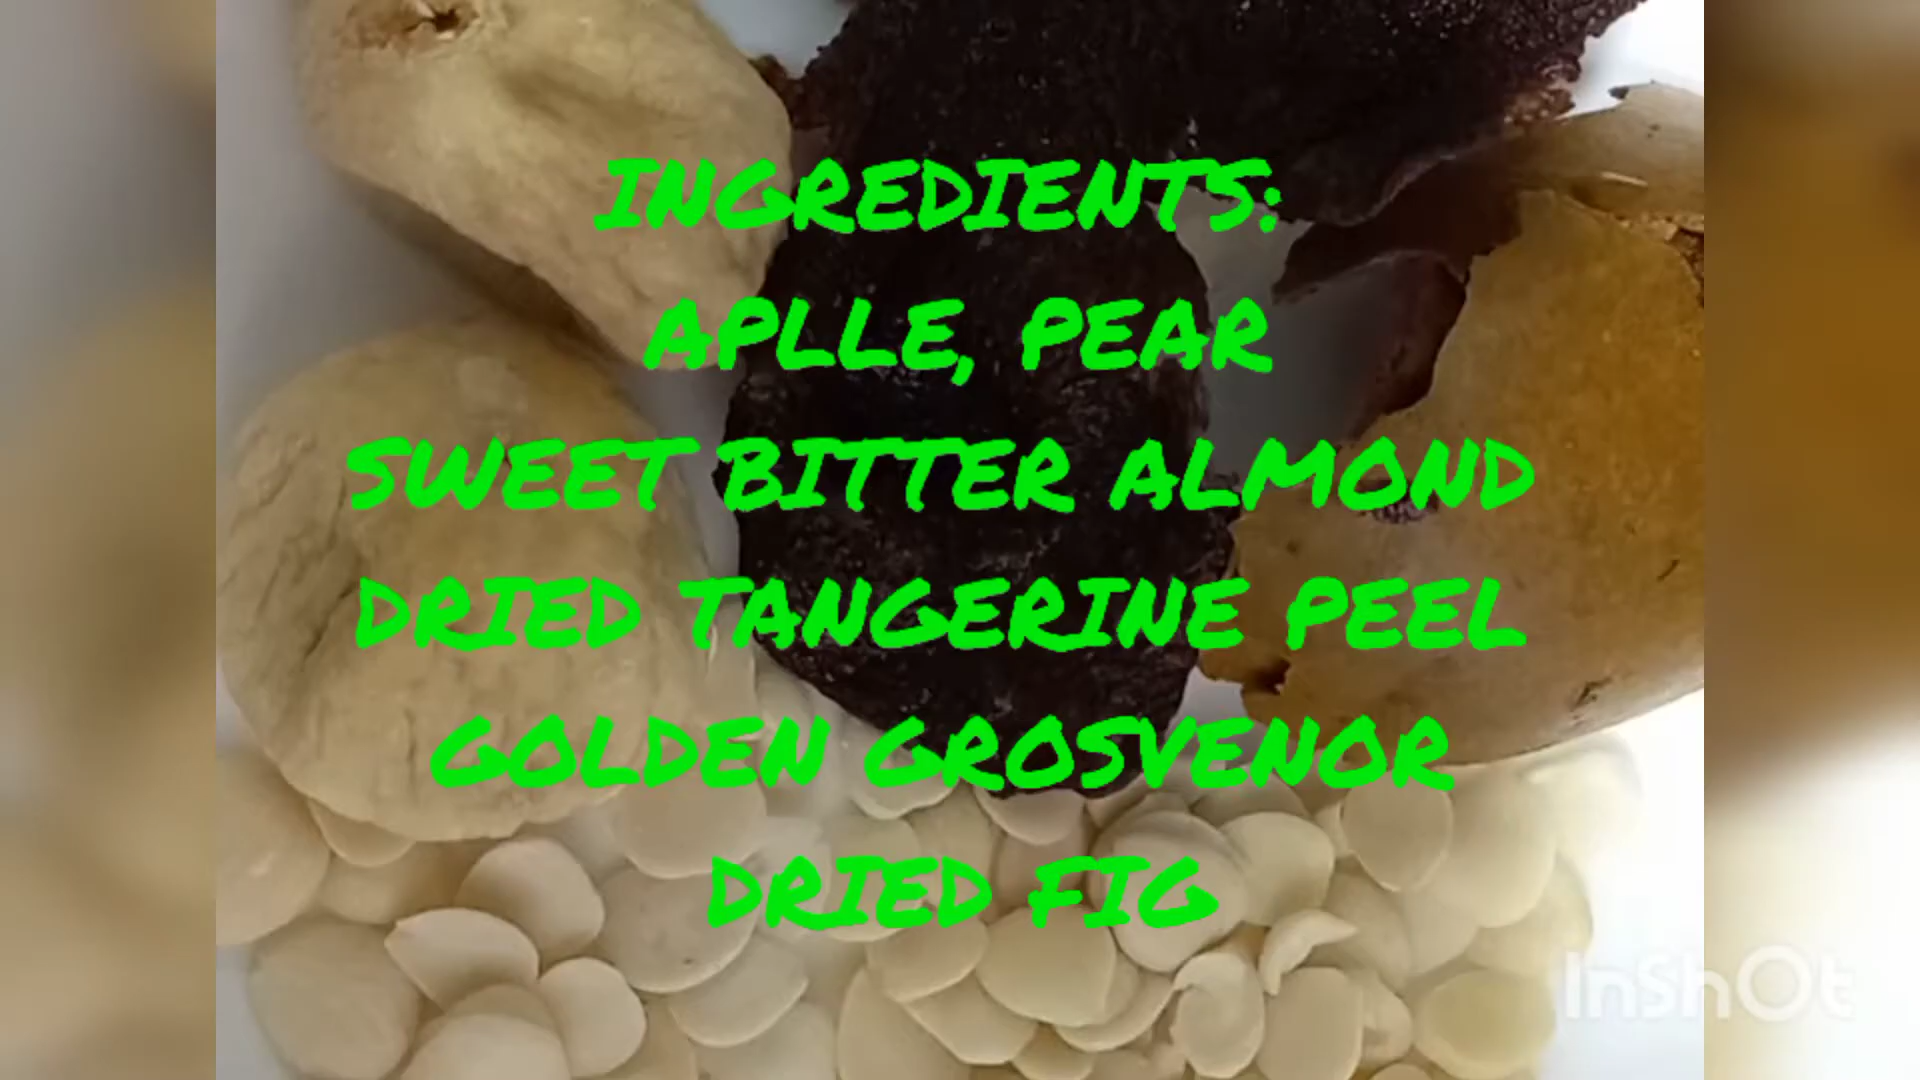 INGREDIENTS:
APLLE, PEAR
SWEET BITTER ALMOND
DRIED TANGERINE PEEL
GOLDEN GROSVENOR
DRIED FIG
InShOt